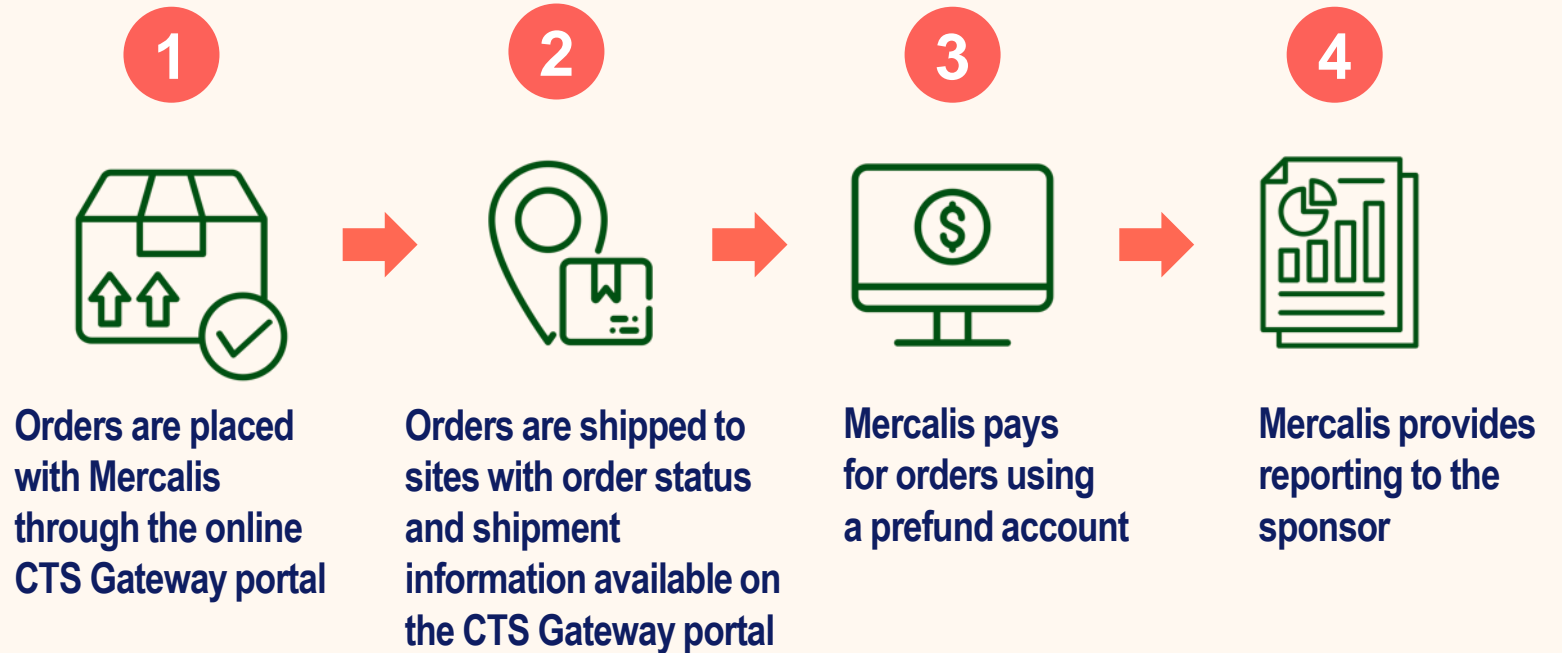 1
2
3
4
$
Orders are placed
with Mercalis
through the online
CTS Gateway portal
Orders are shipped to
sites with order status
and shipment
information available on
the CTS Gateway portal
Mercalis pays
for orders using
a prefund account
Mercalis provides
reporting to the
sponsor